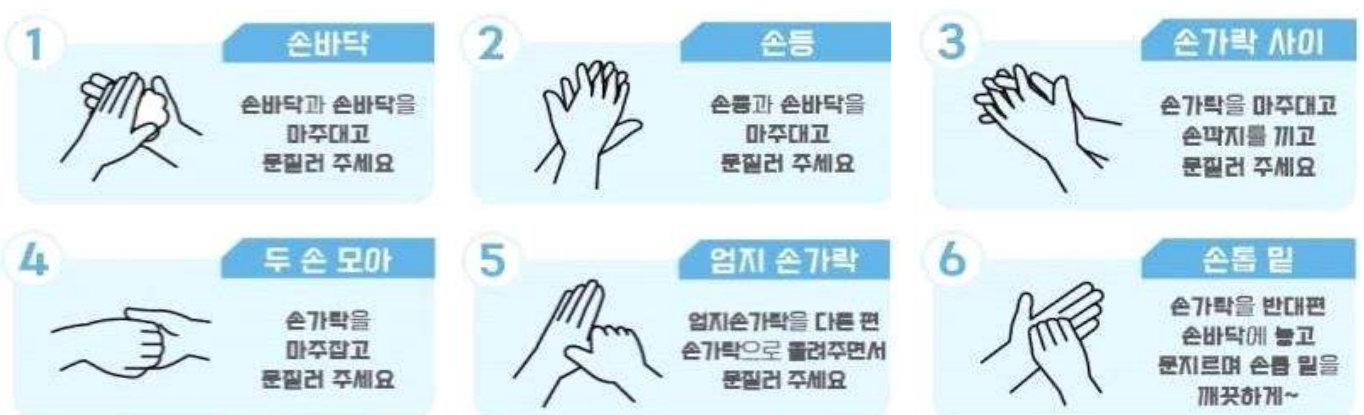 1
손바닥
손바닥과 손바닥을
마주대고
문질러 주세요
2
손등
손등과 손바닥을
마주대고
문질러 주세요
3
손가락 사이
손가락을 마주대고
손깍지를 끼고
문질러 주세요
4
두 손 모아
손가락을
마주잡고
문질러 주세요
5
엄지 손가락
엄지손가락을 다른 편
손가락으로 돌려주면서
문질러 주세요
6
손톱 밑
손가락을 반대편
손바닥에 놓고
문지르며 손톱 밑을
깨끗하게~